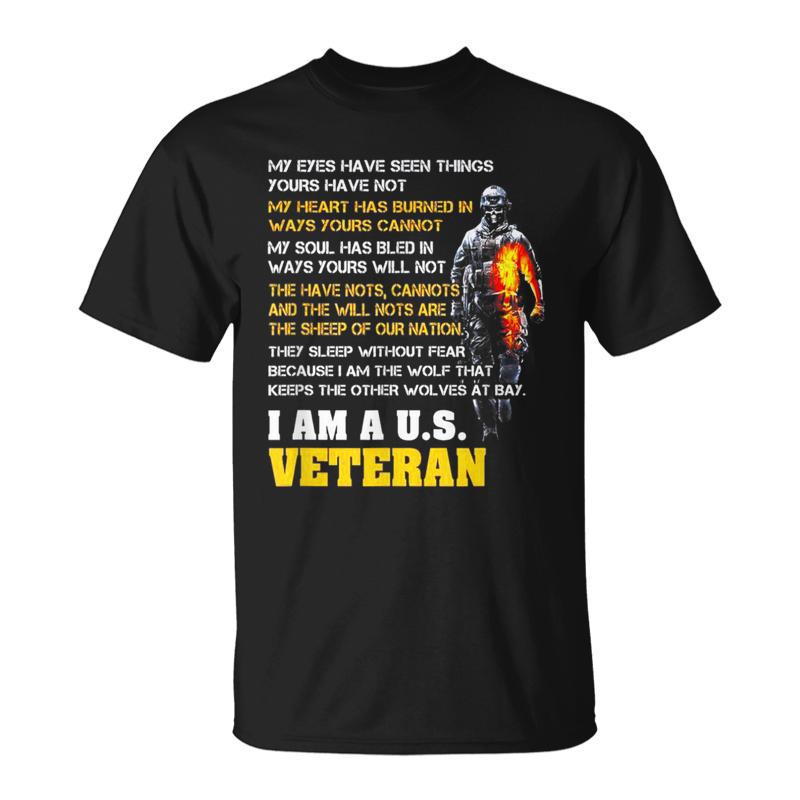 MY EYES HAVE SEEN THINGS
YOURS HAVE NOT
MY HEART HAS BURNED IN
WAYS YOURS CANNOT
MY SOUL HAS BLED IN
WAYS YOURS WILL NOT
THE HAVE NOTS, CANNOTS
AND THE WILL NOTS ARE
THE SHEEP OF OUR NATION.
THEY SLEEP WITHOUT FEAR
BECAUSE I AM THE WOLF THAT
KEEPS THE OTHER WOLVES AT BAY.
I AM A U.S.
VETERAN